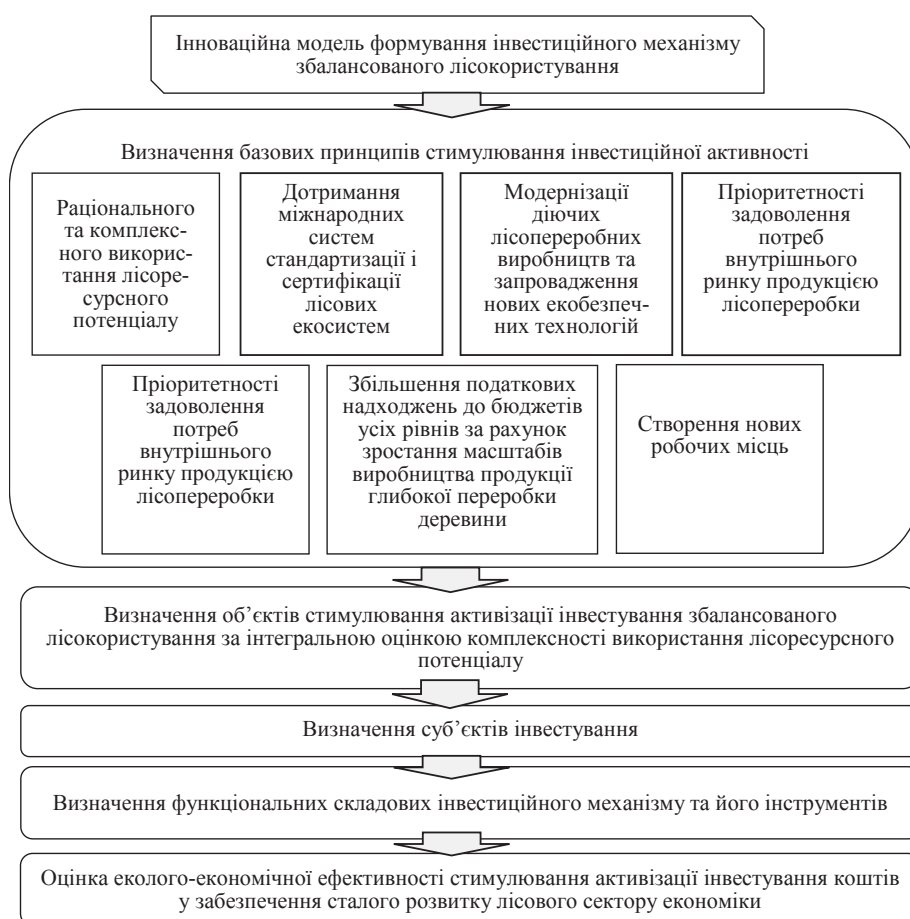 Інноваційна модель формування інвестиційного механізму
збалансованого лісокористування
Визначення базових принципів стимулювання інвестиційної активності
Раціонального
та комплекс-
ного викорис-
тання лісоре-
сурсного
потенціалу
Дотримання
міжнародних
систем
стандартизації і
сертифікації
лісових
екосистем
Модернізації
діючих
лісопереробних
виробництв та
запровадження
нових екобезпеч-
них технологій
Пріоритетності
задоволення
потреб
внутрішнього
ринку продукцією
лісопереробки
Пріоритетності
задоволення
потреб
внутрішнього
ринку продукцією
лісопереробки
Збільшення податкових
надходжень до бюджетів
усіх рівнів за рахунок
зростання масштабів
виробництва продукції
глибокої переробки
деревини
Створення нових
робочих місць
Визначення об’єктів стимулювання активізації інвестування збалансованого
лісокористування за інтегральною оцінкою комплексності використання лісоресурсного
потенціалу
Визначення суб’єктів інвестування
Визначення функціональних складових інвестиційного механізму та його інструментів
Оцінка еколого-економічної ефективності стимулювання активізації інвестування коштів
у забезпечення сталого розвитку лісового сектору економіки